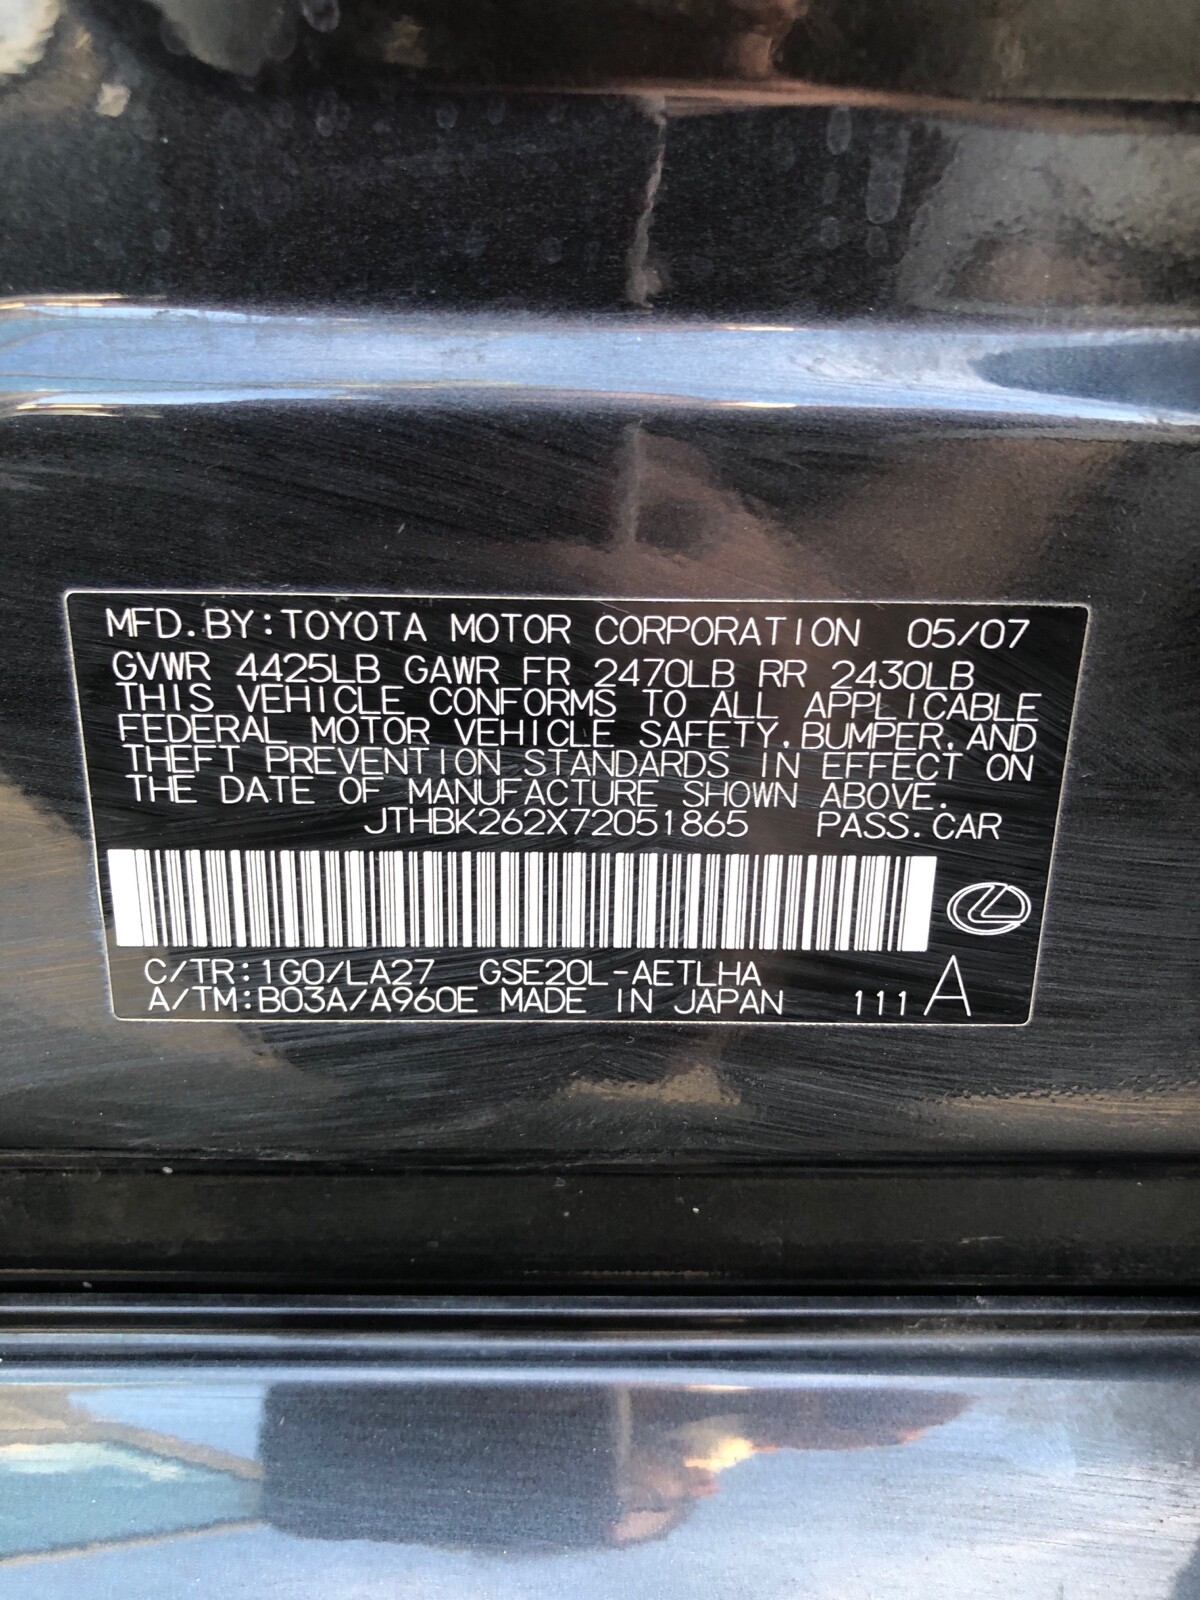 MFD.BY:TOYOTA MOTOR CORPORATION 05/07
GVWR 4425LB GAWR FR 2470LB RR 2430LB
THIS VEHICLE CONFORMS TO ALL APPLICABLE
FEDERAL MOTOR VEHICLE SAFETY,BUMPER,AND
THEFT PREVENTION STANDARDS IN EFFECT ON
THE DATE OF MANUFACTURE SHOWN ABOVE.
JTHBK262X72051865 PASS.CAR
C/TR:1G0/LA27 GSE20L-AETLHA
A/TM:B03A/A960E MADE IN JAPAN 111 A